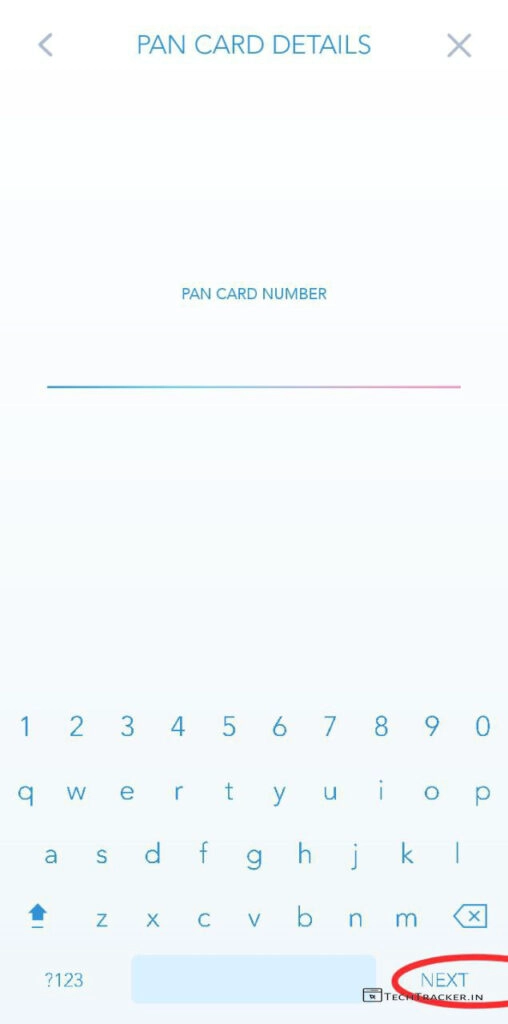 PAN CARD DETAILS
PAN CARD NUMBER
1 2 3 4 5 6 7 8 9 0
q w e r t y u i o p
a s d f g h j k l
z x c v b n m
?123 NEXT
TechTracker.in